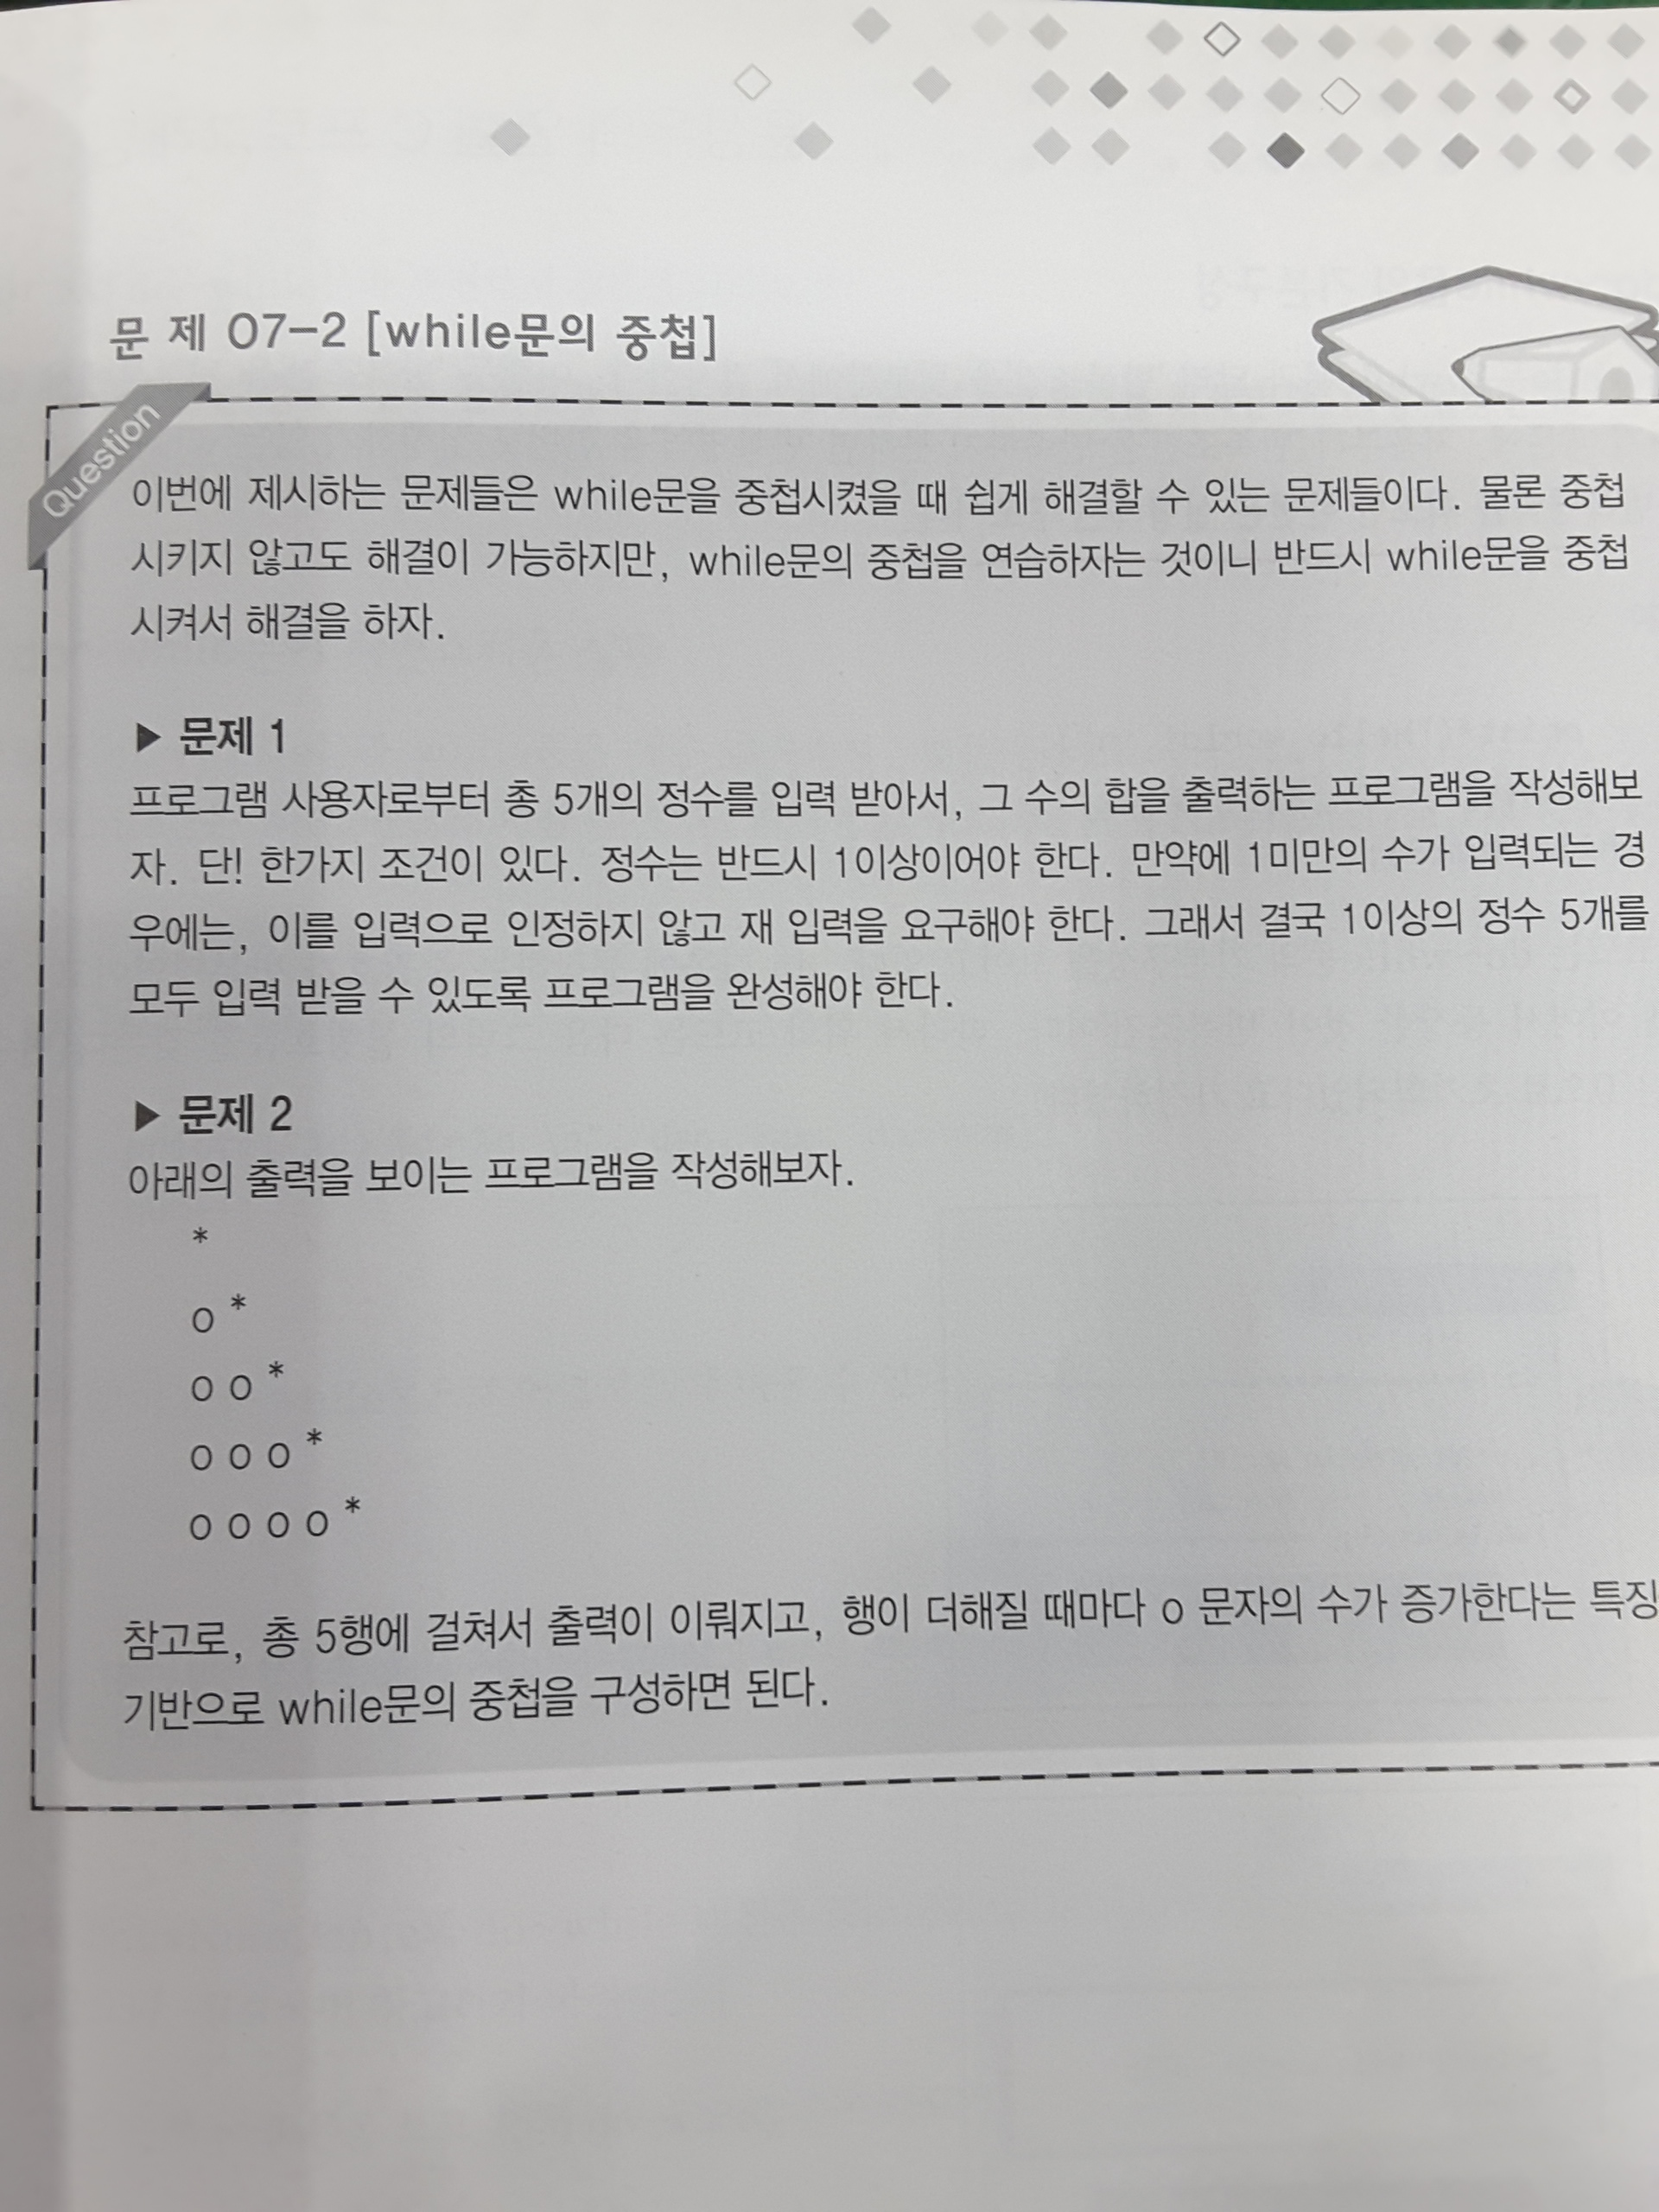 문 제 07-2 [while문의 중첩]
Question
이번에 제시하는 문제들은 while문을 중첩시켰을 때 쉽게 해결할 수 있는 문제들이다. 물론 중첩
시키지 않고도 해결이 가능하지만, while문의 중첩을 연습하자는 것이니 반드시 while문을 중첩
시켜서 해결을 하자.
▶ 문제 1
프로그램 사용자로부터 총 5개의 정수를 입력 받아서, 그 수의 합을 출력하는 프로그램을 작성해보
자. 단! 한가지 조건이 있다. 정수는 반드시 1이상이어야 한다. 만약에 1미만의 수가 입력되는 경
우에는, 이를 입력으로 인정하지 않고 재 입력을 요구해야 한다. 그래서 결국 1이상의 정수 5개를
모두 입력 받을 수 있도록 프로그램을 완성해야 한다.
▶ 문제 2
아래의 출력을 보이는 프로그램을 작성해보자.
*
o *
o o *
o o o *
o o o o *
참고로, 총 5행에 걸쳐서 출력이 이뤄지고, 행이 더해질 때마다 o 문자의 수가 증가한다는 특징
기반으로 while문의 중첩을 구성하면 된다.